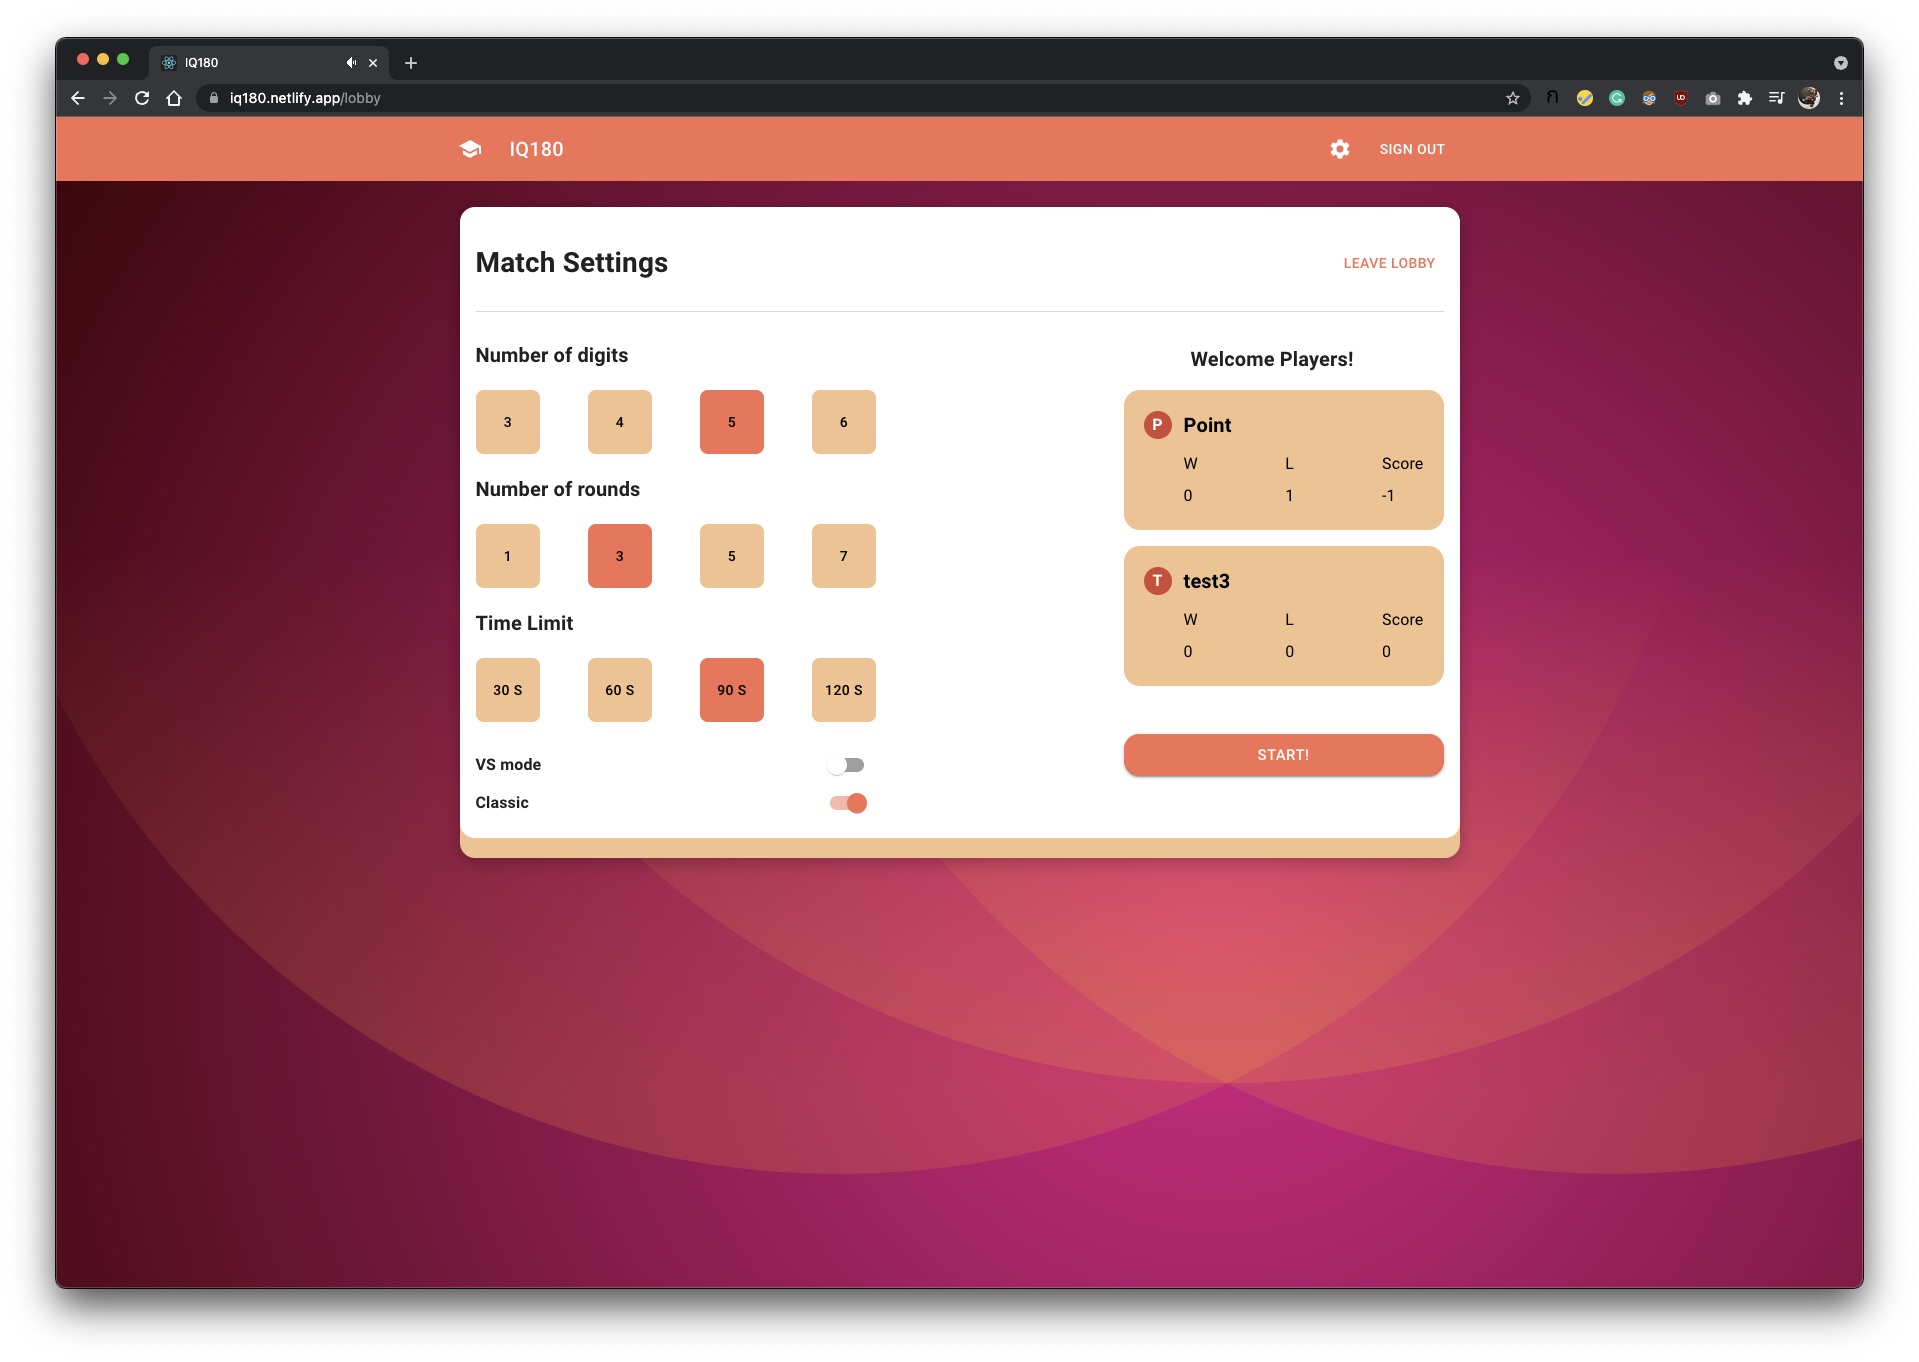 IQ180
iq180.netlify.app/lobby
IQ180
SIGN OUT
Match Settings
LEAVE LOBBY
Number of digits
3 4 5 6
Number of rounds
1 3 5 7
Time Limit
30 S 60 S 90 S 120 S
VS mode
Classic
Welcome Players!
P Point
W L Score
0 1 -1
T test3
W L Score
0 0 0
START!